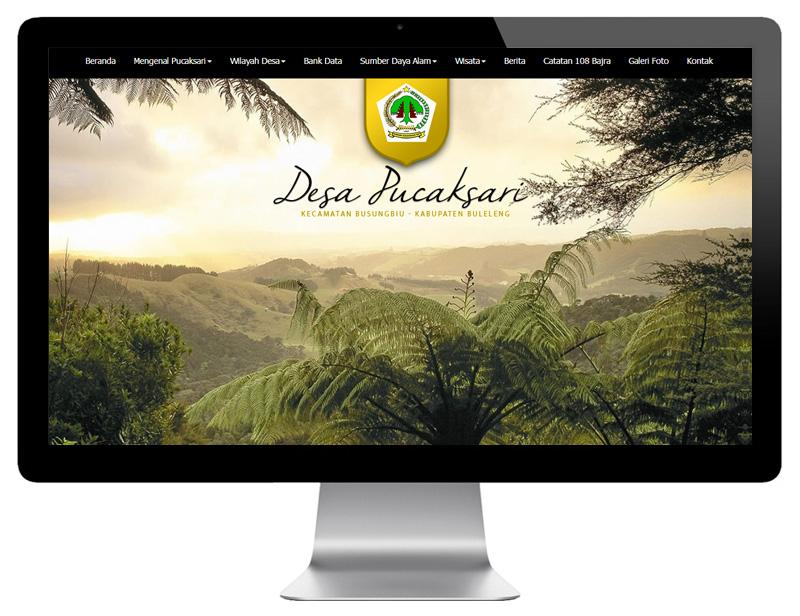 Beranda Mengenal Pucaksari Wilayah Desa Bank Data Sumber Daya Alam Wisata Berita Catatan 108 Bajra Galeri Foto Kontak
Desa Pucaksari
KECAMATAN BUSUNGBIU - KABUPATEN BULELENG